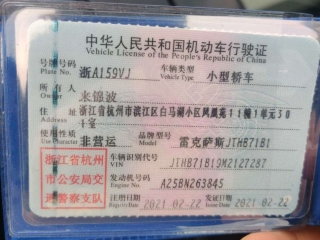 中华人民共和国机动车行驶证
Vehicle License of the People's Republic of China
号牌号码 浙A159VJ 车辆类型 小型轿车
Plate No. Vehicle Type
所有人 来锦波
Owner
住址 浙江省杭州市滨江区白马湖小区凤凰苑11幢1单元30
Address
使用性质 非营运 品牌型号 雷克萨斯JTHB71B1
Use Character Model
浙江省杭州市公安局交通警察支队
车辆识别代号 JTHB71B19M2127287
VIN
发动机号码 A25BN263845
Engine No.
注册日期 2021-02-22 发证日期 2021-02-22
Register Date Issue Date